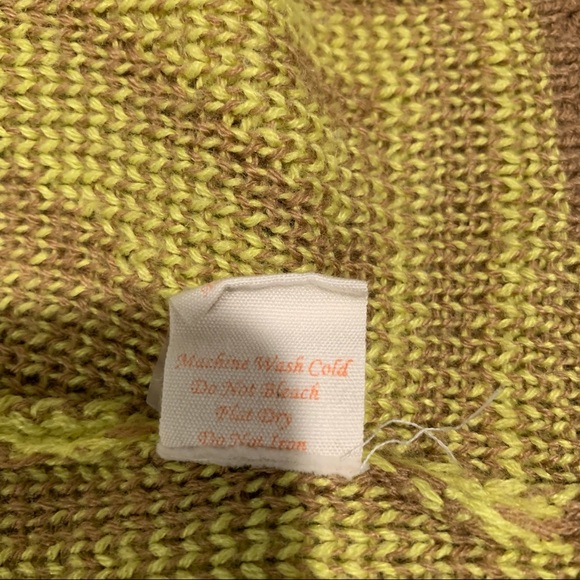 Machine Wash Cold
Do Not Bleach
Flat Dry
Do Not Iron